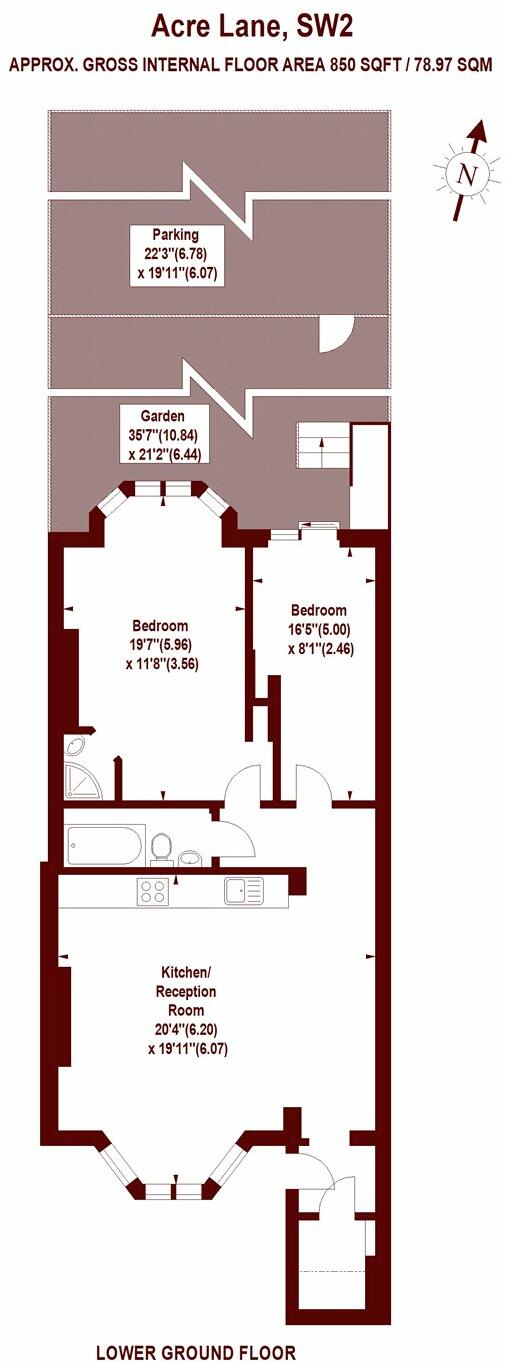 Acre Lane, SW2
APPROX. GROSS INTERNAL FLOOR AREA 850 SQFT / 78.97 SQM
N
Parking
22'3"(6.78)
x 19'11"(6.07)
Garden
35'7"(10.84)
x 21'2"(6.44)
Bedroom
19'7"(5.96)
x 11'8"(3.56)
Bedroom
16'5"(5.00)
x 8'1"(2.46)
Kitchen/
Reception
Room
20'4"(6.20)
x 19'11"(6.07)
LOWER GROUND FLOOR